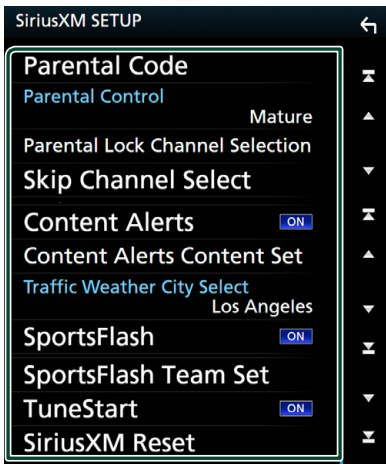 SiriusXM SETUP
Parental Code
Parental Control
Mature
Parental Lock Channel Selection
Skip Channel Select
Content Alerts ON
Content Alerts Content Set
Traffic Weather City Select
Los Angeles
SportsFlash ON
SportsFlash Team Set
TuneStart ON
SiriusXM Reset